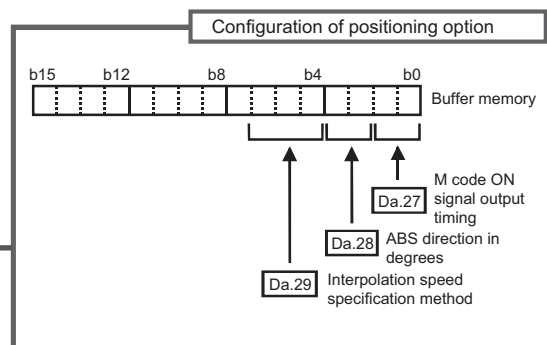 Configuration of positioning option
b15 b12 b8 b4 b0
Buffer memory
Da.27
M code ON
signal output
timing
Da.28
ABS direction in
degrees
Da.29
Interpolation speed
specification method